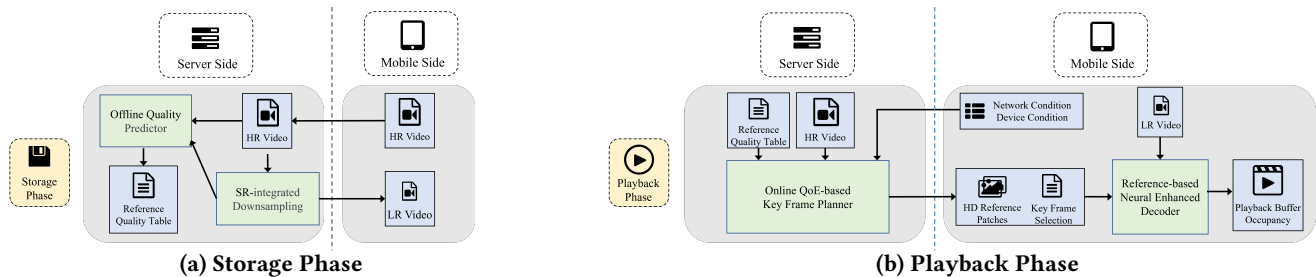 Server Side
Mobile Side
Offline Quality
Predictor
HR Video
HR Video
Storage
Phase
Reference
Quality Table
SR-integrated
Downsampling
LR Video
(a) Storage Phase
Server Side
Mobile Side
Reference
Quality Table
HR Video
Network Condition
Device Condition
LR Video
Playback
Phase
Online QoE-based
Key Frame Planner
HD Reference
Patches
Key Frame
Selection
Reference-based
Neural Enhanced
Decoder
Playback Buffer
Occupancy
(b) Playback Phase